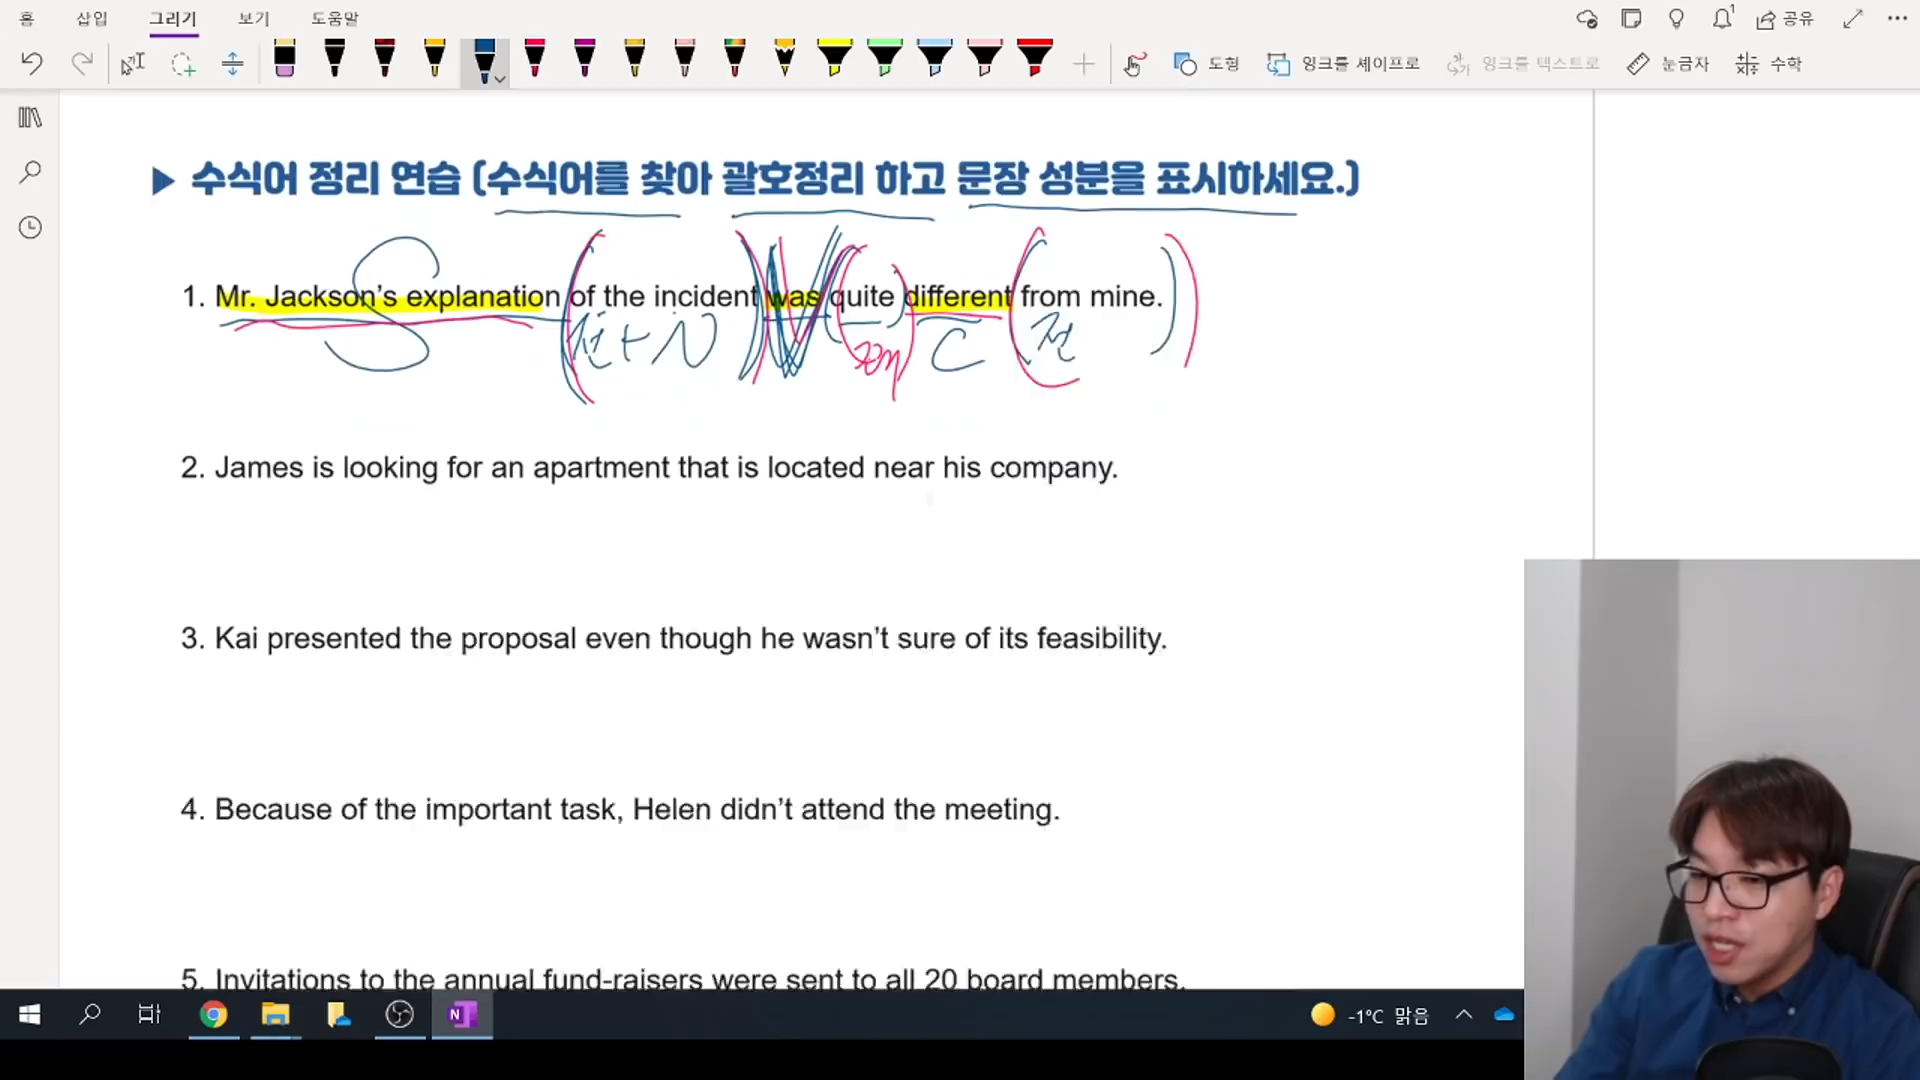 홈 삽입 그리기 보기 도움말 1 공유
도형 잉크를 셰이프로 잉크를 텍스트로 눈금자 수학
▶ 수식어 정리 연습 (수식어를 찾아 괄호정리 하고 문장 성분을 표시하세요.)
1. Mr. Jackson's explanation of the incident was quite different from mine.
S 전+N V C 전
2. James is looking for an apartment that is located near his company.
3. Kai presented the proposal even though he wasn't sure of its feasibility.
4. Because of the important task, Helen didn't attend the meeting.
5. Invitations to the annual fund-raisers were sent to all 20 board members.
N -1°C 맑음